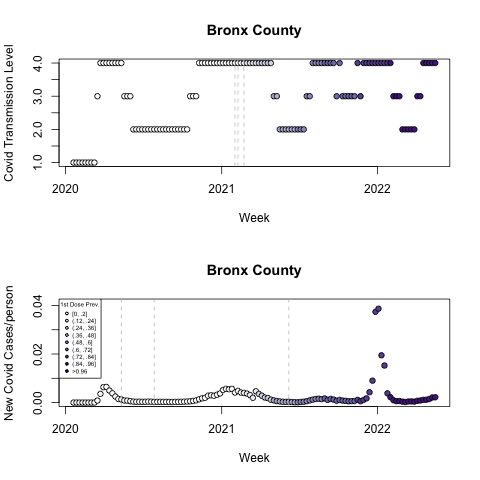 Bronx County
Covid Transmission Level
4.0
3.0
2.0
1.0
2020 2021 2022
Week
Bronx County
New Covid Cases/person
0.04
0.02
0.00
1st Dose Prev.
[0, .2]
(.12, .24]
(.24, .36]
(.36, .48]
(.48, .6]
(.6, .72]
(.72, .84]
(.84, .96]
>0.96
2020 2021 2022
Week